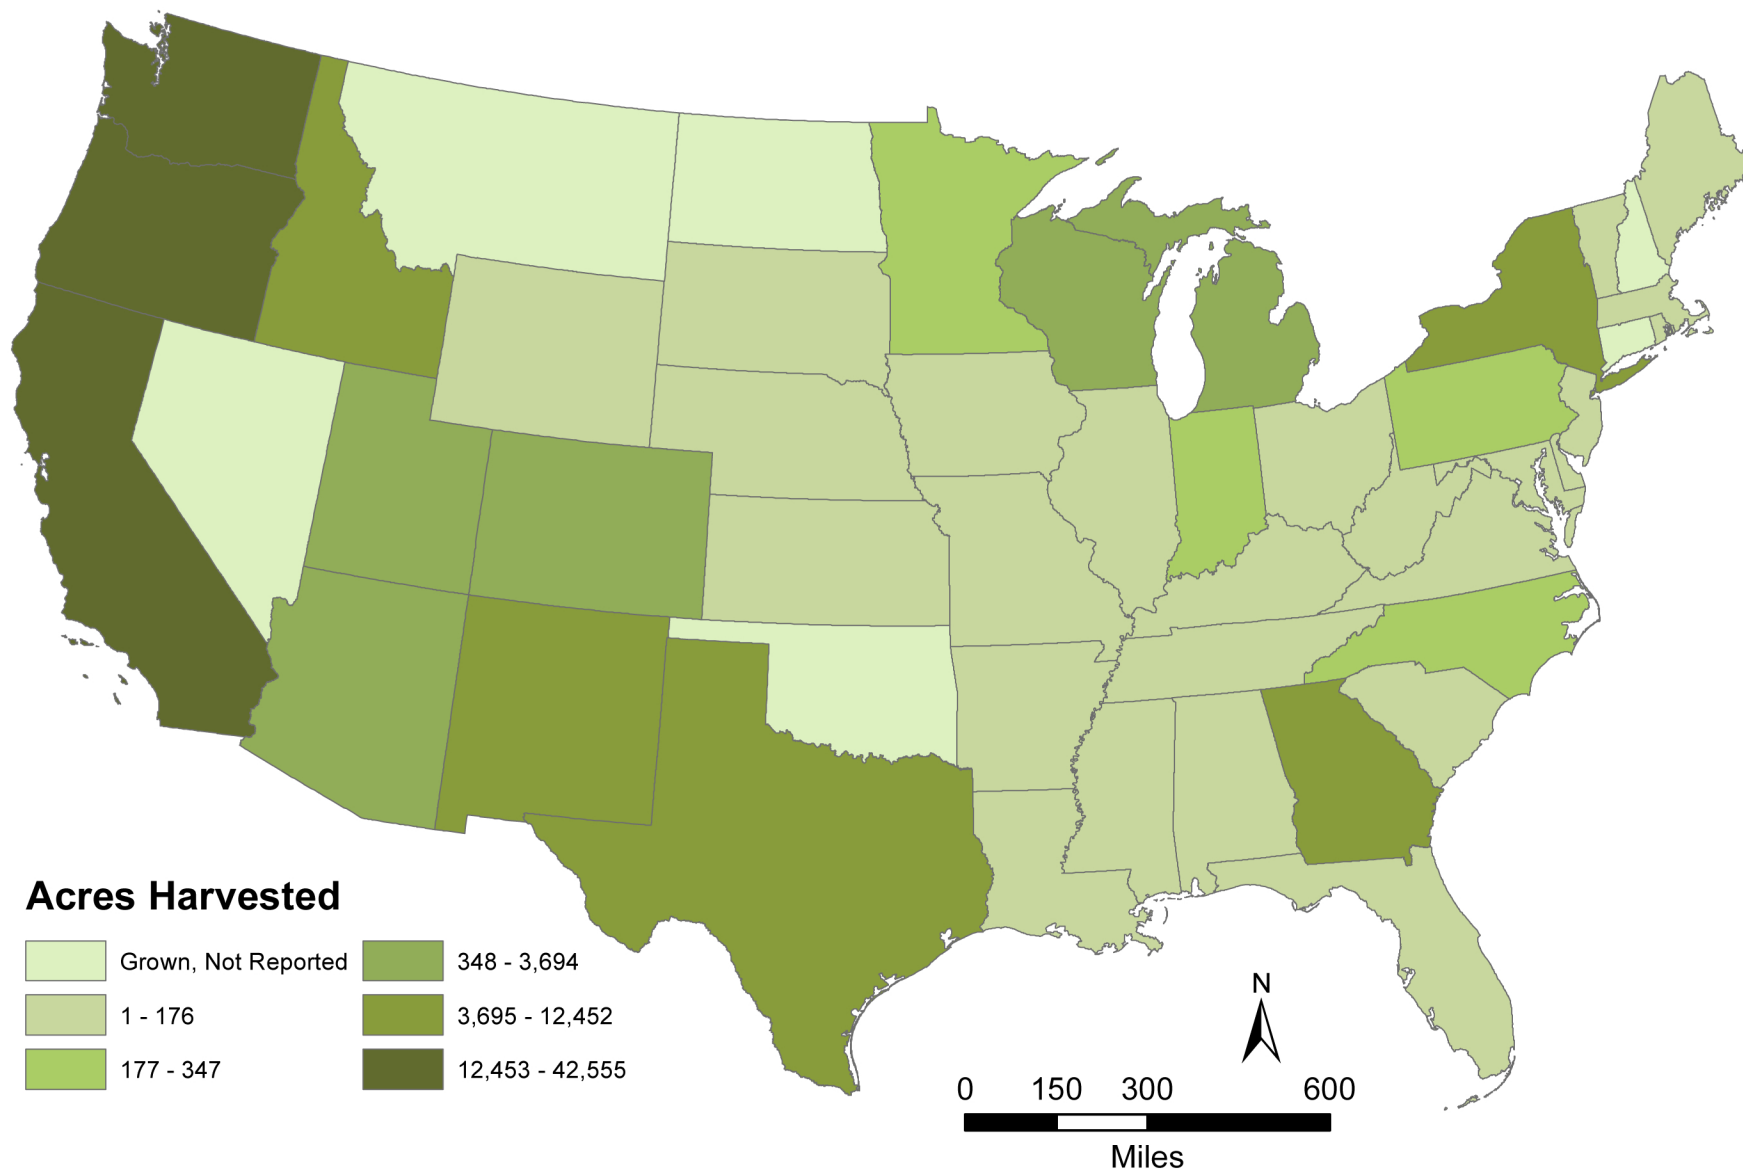 Acres Harvested
Grown, Not Reported
1 - 176
177 - 347
348 - 3,694
3,695 - 12,452
12,453 - 42,555
N
0 150 300 600
Miles